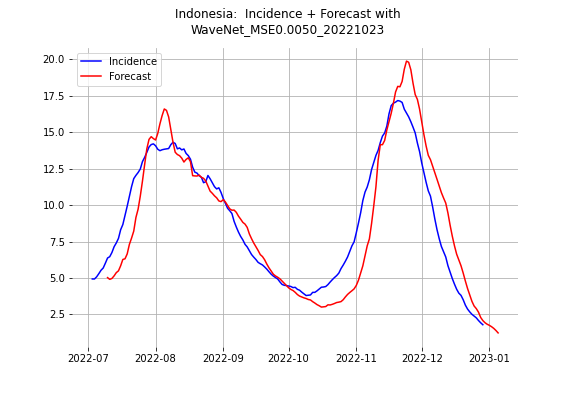 Indonesia:  Incidence + Forecast with
WaveNet_MSE0.0050_20221023
Incidence
Forecast
20.0
17.5
15.0
12.5
10.0
7.5
5.0
2.5
2022-07 2022-08 2022-09 2022-10 2022-11 2022-12 2023-01